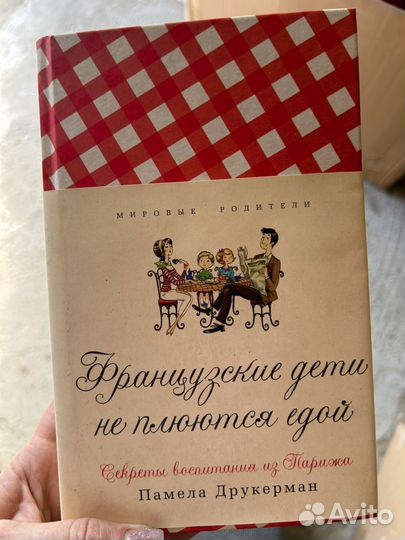 МИРОВЫЕ РОДИТЕЛИ
Французские дети
не плюются едой
Секреты воспитания из Парижа
Памела Друкерман
Avito